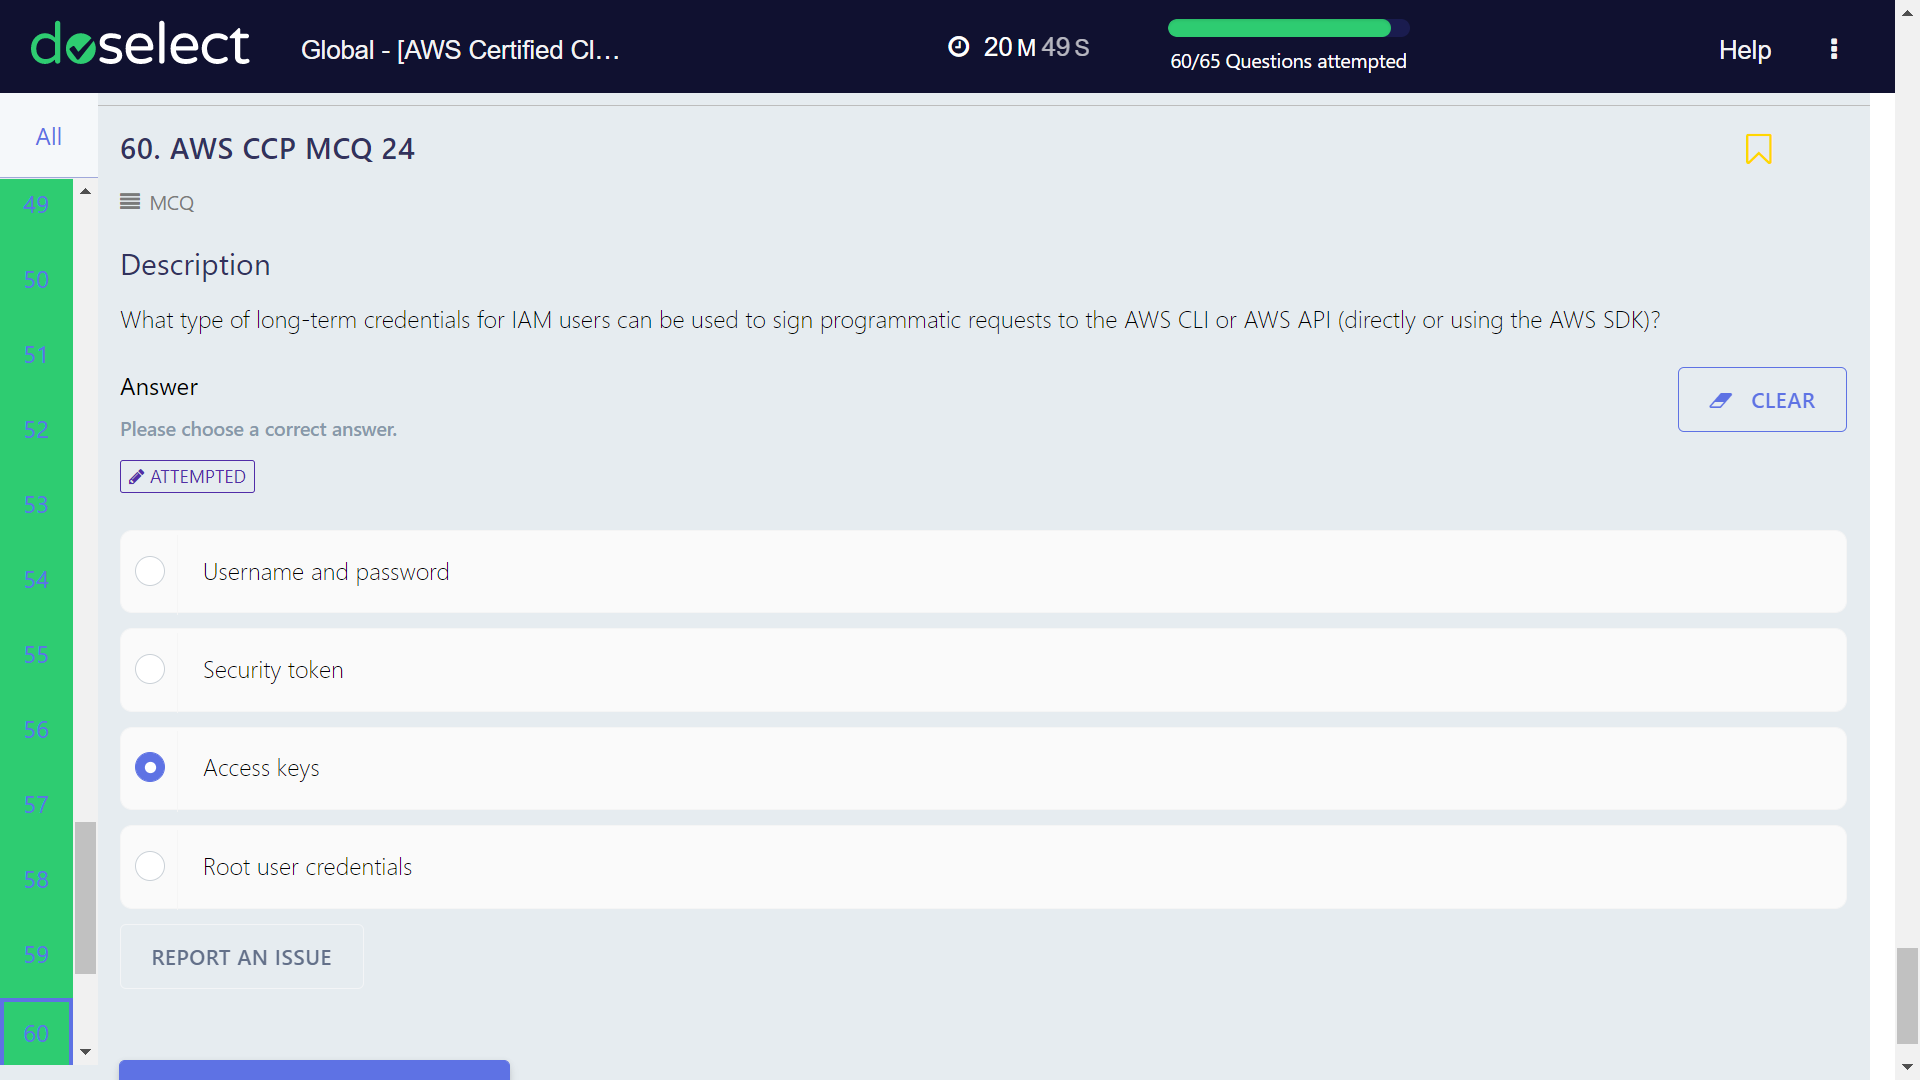 doselect
Global - [AWS Certified Cl...
20 M 49 S
60/65 Questions attempted
Help
All
49
50
51
52
53
54
55
56
57
58
59
60
60. AWS CCP MCQ 24
MCQ
Description
What type of long-term credentials for IAM users can be used to sign programmatic requests to the AWS CLI or AWS API (directly or using the AWS SDK)?
Answer
CLEAR
Please choose a correct answer.
ATTEMPTED
Username and password
Security token
Access keys
Root user credentials
REPORT AN ISSUE